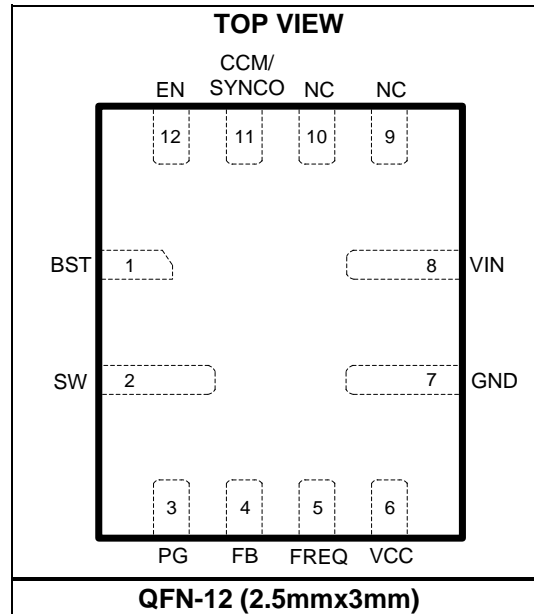 TOP VIEW
CCM/
EN SYNCO NC NC
12 11 10 9
BST 1 8 VIN
SW 2 7 GND
3 4 5 6
PG FB FREQ VCC
QFN-12 (2.5mmx3mm)